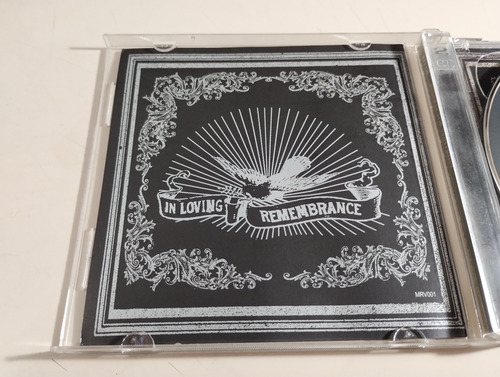 IN LOVING REMEMBRANCE
MRV001